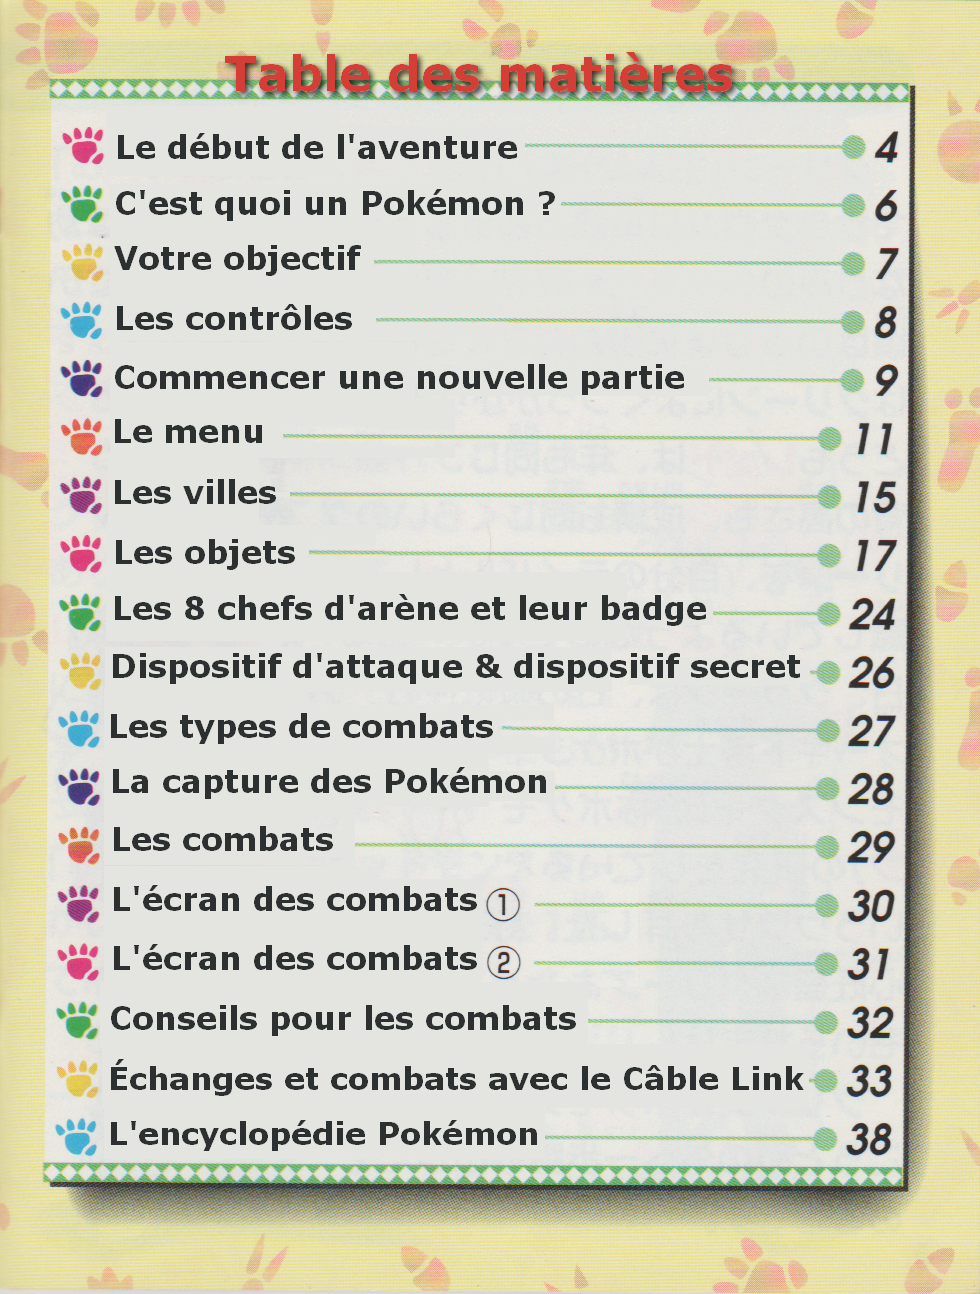 Table des matières
Le début de l'aventure 4
C'est quoi un Pokémon ? 6
Votre objectif 7
Les contrôles 8
Commencer une nouvelle partie 9
Le menu 11
Les villes 15
Les objets 17
Les 8 chefs d'arène et leur badge 24
Dispositif d'attaque & dispositif secret 26
Les types de combats 27
La capture des Pokémon 28
Les combats 29
L'écran des combats ① 30
L'écran des combats ② 31
Conseils pour les combats 32
Échanges et combats avec le Câble Link 33
L'encyclopédie Pokémon 38